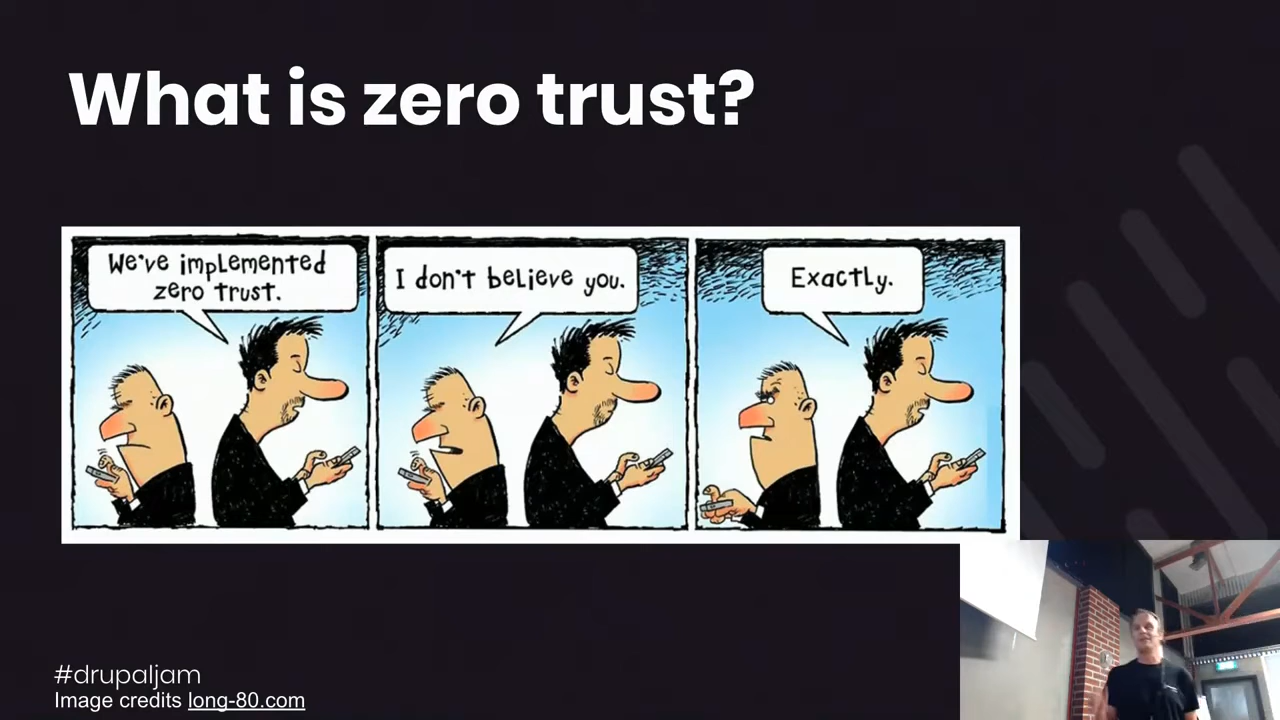 What is zero trust?
We've implemented
zero trust.
I don't believe you.
Exactly.
#drupaljam
Image credits long-80.com